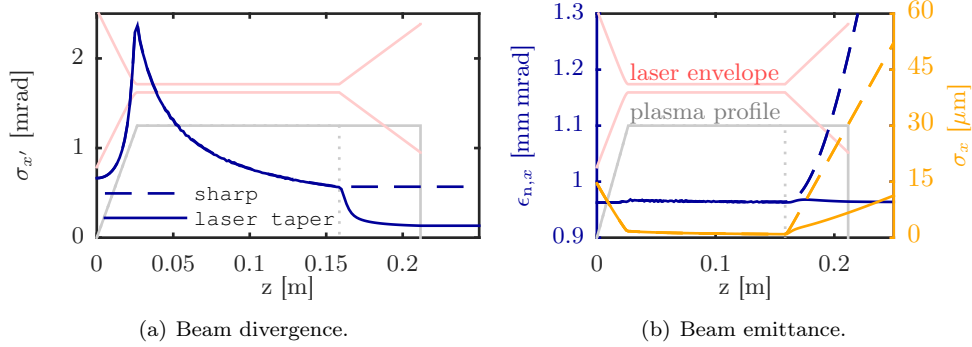 σx′ [mrad]
2
1
0
sharp
laser taper
0
0.05
0.1
0.15
0.2
z [m]
(a) Beam divergence.
ϵn,x [mm mrad]
1.3
1.2
1.1
1
0.9
laser envelope
plasma profile
60
45
30
15
0
σx [μm]
0
0.1
0.2
z [m]
(b) Beam emittance.